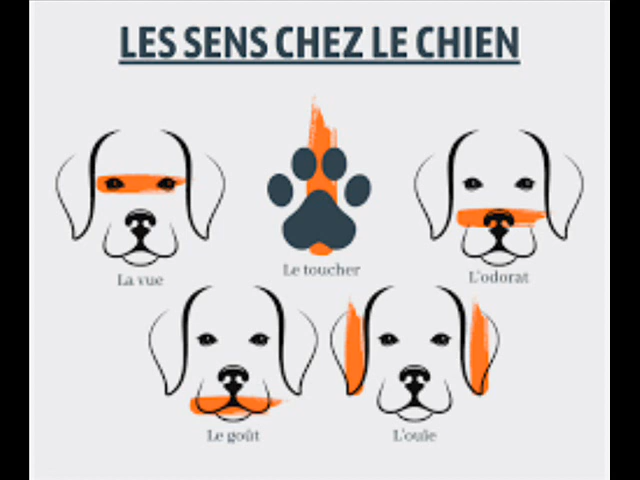 LES SENS CHEZ LE CHIEN
La vue
Le toucher
L'odorat
Le goût
L'ouïe